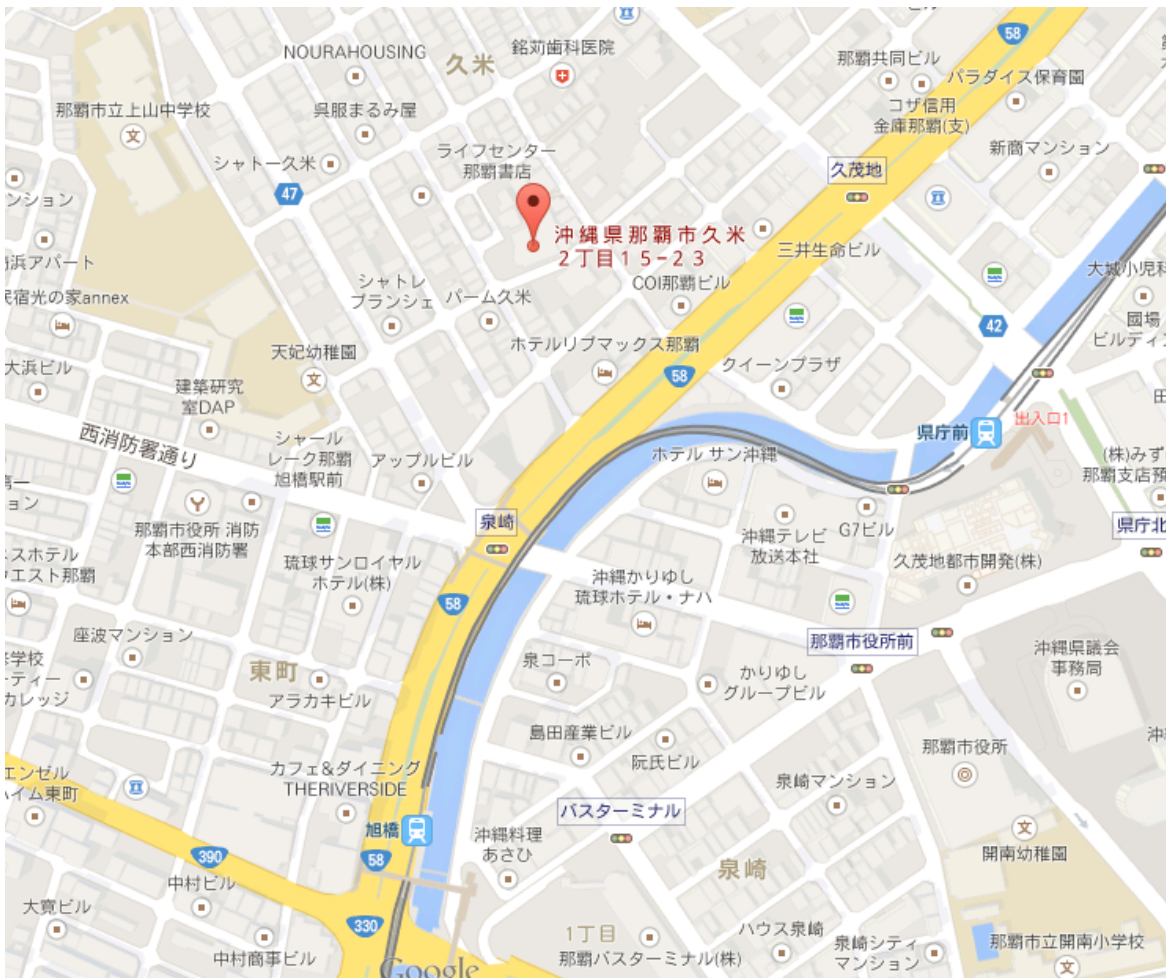 58
NOURAHOUSING
久米
銘苅歯科医院
那覇共同ビル
パラダイス保育園
那覇市立上山中学校
呉服まるみ屋
コザ信用
金庫那覇(支)
シャトー久米
ライフセンター
那覇書店
新商マンション
久茂地
47
ンション
沖縄県那覇市久米
2丁目15-23
三井生命ビル
浜アパート
シャトレ
ブランシェ
パーム久米
COI那覇ビル
大城小児科
宿光の家annex
國場
ビルディ
42
天妃幼稚園
ホテルリブマックス那覇
大浜ビル
58
クイーンプラザ
建築研究
室DAP
西消防署通り
シャール
レーク那覇
旭橋駅前
アップルビル
ホテル サン沖縄
県庁前
出入口1
(株)みず
那覇支店預
ョン
那覇市役所 消防
本部西消防署
泉崎
沖縄テレビ
放送本社
G7ビル
県庁北
スホテル
ウエスト那覇
琉球サンロイヤル
ホテル(株)
沖縄かりゆし
琉球ホテル・ナハ
久茂地都市開発(株)
58
座波マンション
那覇市役所前
沖縄県議会
事務局
学校
ティー
カレッジ
東町
アラカキビル
泉コーポ
かりゆし
グループビル
島田産業ビル
阮氏ビル
那覇市役所
エンゼル
ハイム東町
カフェ&ダイニング
THERIVERSIDE
泉崎マンション
バスターミナル
旭橋
沖縄料理
あさひ
58
390
開南幼稚園
中村ビル
泉崎
大寛ビル
330
1丁目
那覇バスターミナル(株)
ハウス泉崎
泉崎シティ
マンション
那覇市立開南小学校
中村商事ビル
Google